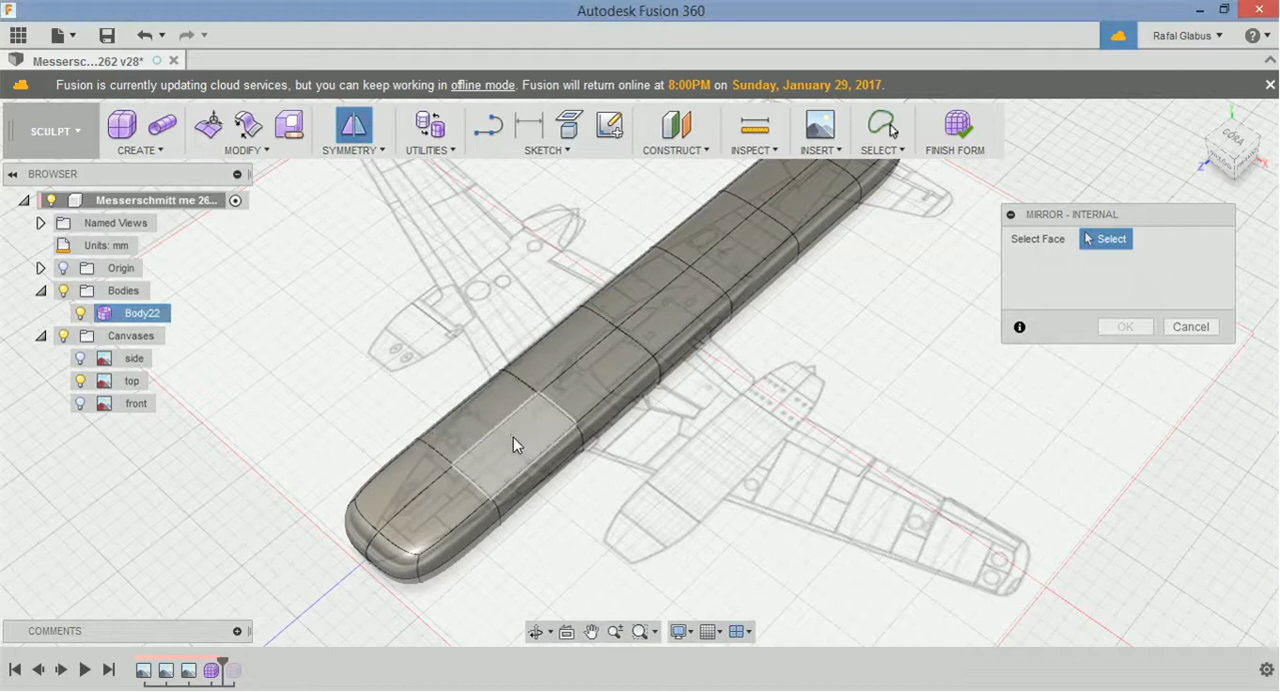 Autodesk Fusion 360
Rafal Glabus
Messersc...262 v28*
Fusion is currently updating cloud services, but you can keep working in offline mode. Fusion will return online at 8:00PM on Sunday, January 29, 2017.
SCULPT
CREATE
MODIFY
SYMMETRY
UTILITIES
SKETCH
CONSTRUCT
INSPECT
INSERT
SELECT
FINISH FORM
GÓRA
Z
X
BROWSER
Messerschmitt me 26...
Named Views
Units: mm
Origin
Bodies
Body22
Canvases
side
top
front
MIRROR - INTERNAL
Select Face
Select
OK
Cancel
COMMENTS